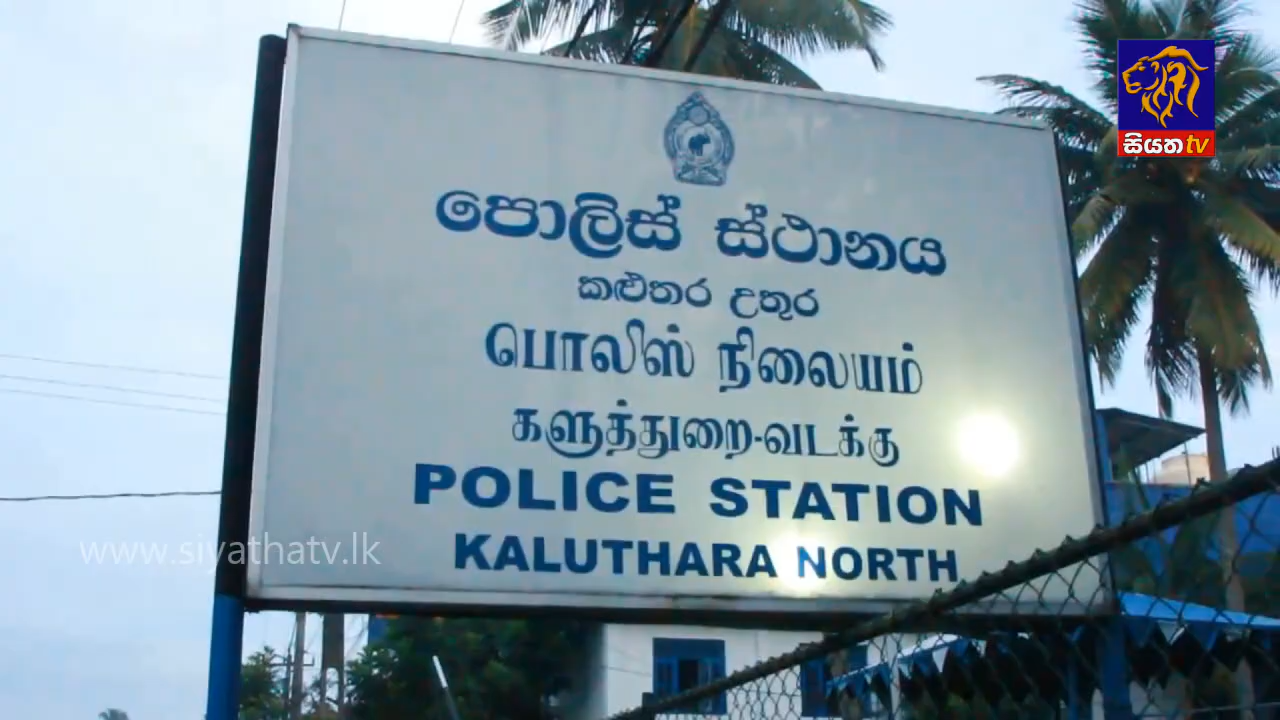 සියත tv
පොලිස් ස්ථානය
කළුතර උතුර
பொலிஸ் நிலையம்
களுத்துறை-வடக்கு
POLICE STATION
KALUTHARA NORTH
www.siyathatv.lk